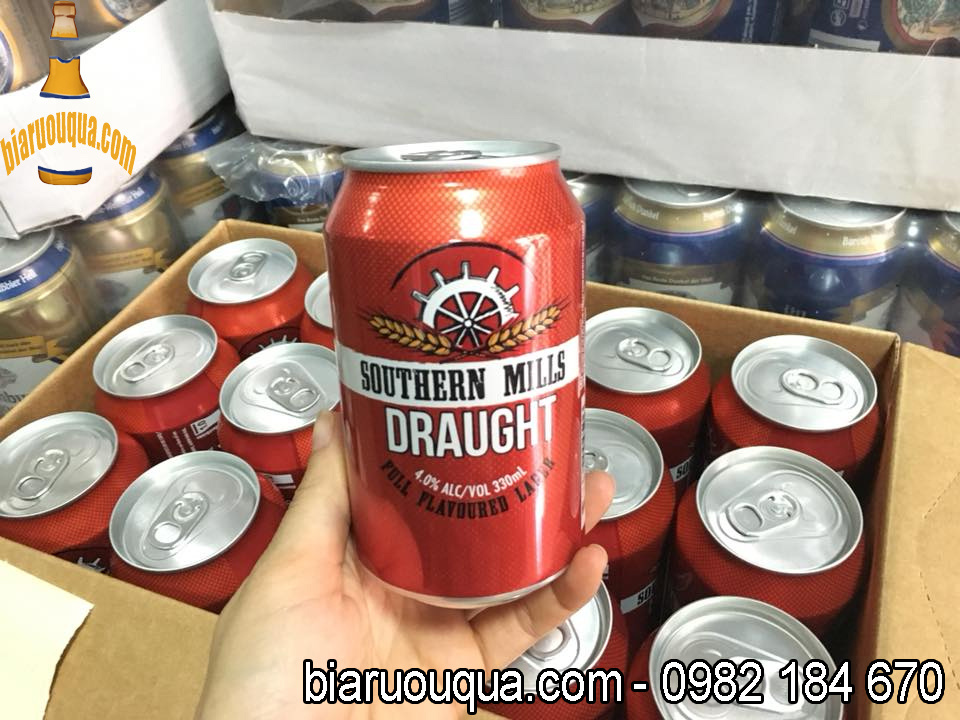 biaruouqua.com
SOUTHERN MILLS
DRAUGHT
4.0% ALC/VOL 330mL
FULL FLAVOURED LAGER
biaruouqua.com - 0982 184 670